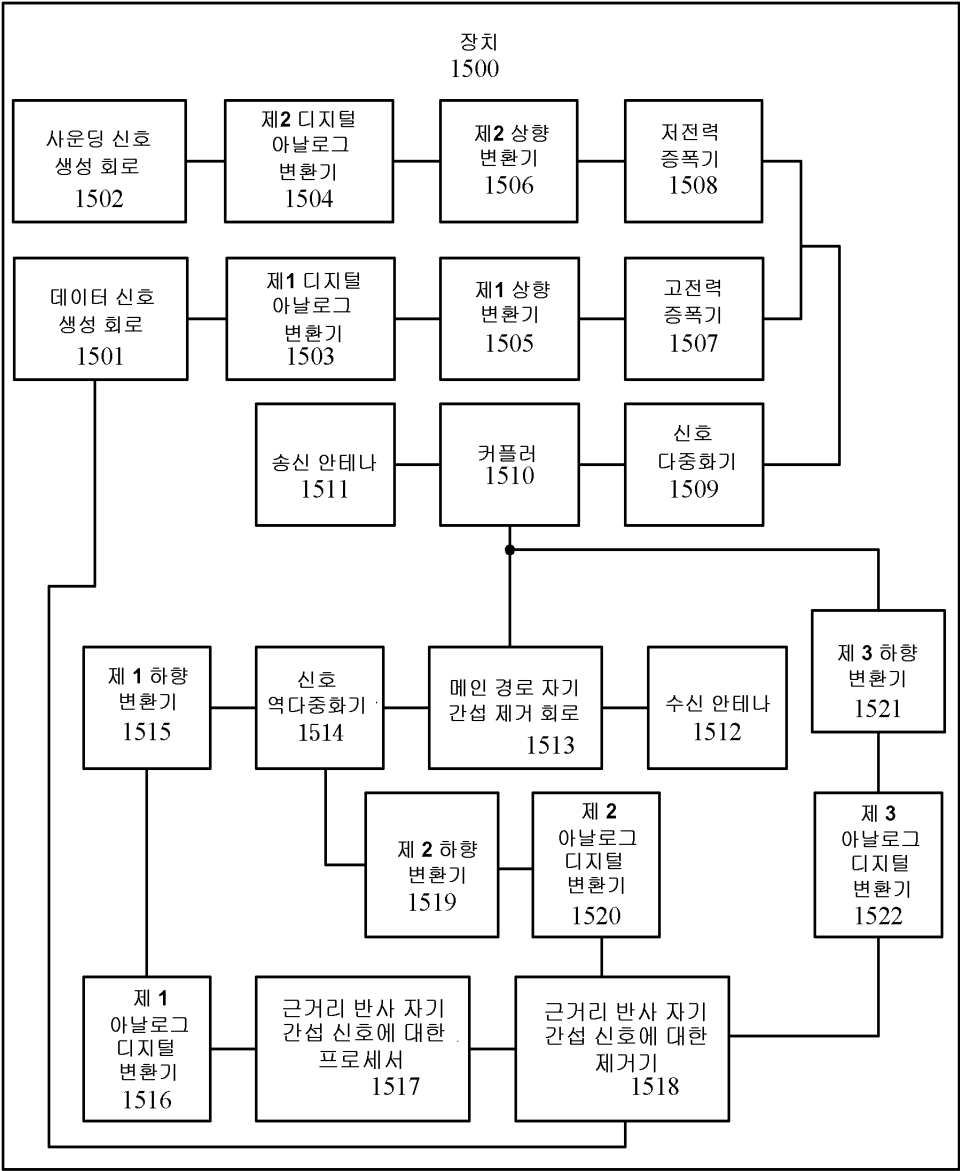 장치
1500
사운딩 신호
생성 회로
1502
제2 디지털
아날로그
변환기
1504
제2 상향
변환기
1506
저전력
증폭기
1508
데이터 신호
생성 회로
1501
제1 디지털
아날로그
변환기
1503
제1 상향
변환기
1505
고전력
증폭기
1507
송신 안테나
1511
커플러
1510
신호
다중화기
1509
제 1 하향
변환기
1515
신호
역다중화기
1514
메인 경로 자기
간섭 제거 회로
1513
수신 안테나
1512
제 3 하향
변환기
1521
제 2 하향
변환기
1519
제 2
아날로그
디지털
변환기
1520
제 3
아날로그
디지털
변환기
1522
제 1
아날로그
디지털
변환기
1516
근거리 반사 자기
간섭 신호에 대한
프로세서
1517
근거리 반사 자기
간섭 신호에 대한
제거기
1518